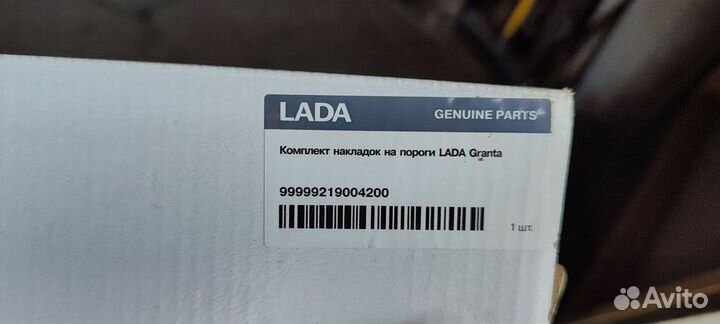 LADA GENUINE PARTS
Комплект накладок на пороги LADA Granta
99999219004200
1 шт.
Avito